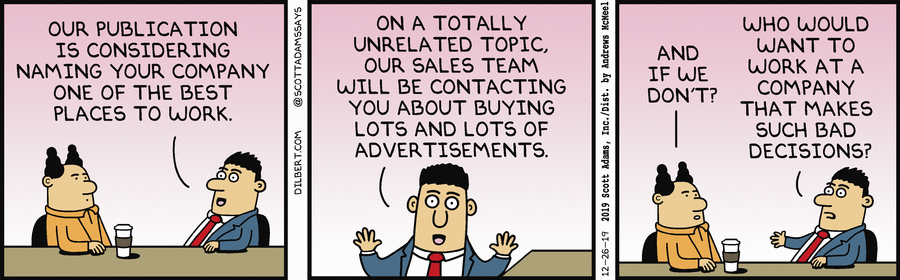 OUR PUBLICATION
IS CONSIDERING
NAMING YOUR COMPANY
ONE OF THE BEST
PLACES TO WORK.
DILBERT.COM @SCOTTADAMSSAYS
ON A TOTALLY
UNRELATED TOPIC,
OUR SALES TEAM
WILL BE CONTACTING
YOU ABOUT BUYING
LOTS AND LOTS OF
ADVERTISEMENTS.
12-26-19 2019 Scott Adams, Inc./Dist. by Andrews McMeel
AND
IF WE
DON'T?
WHO WOULD
WANT TO
WORK AT A
COMPANY
THAT MAKES
SUCH BAD
DECISIONS?